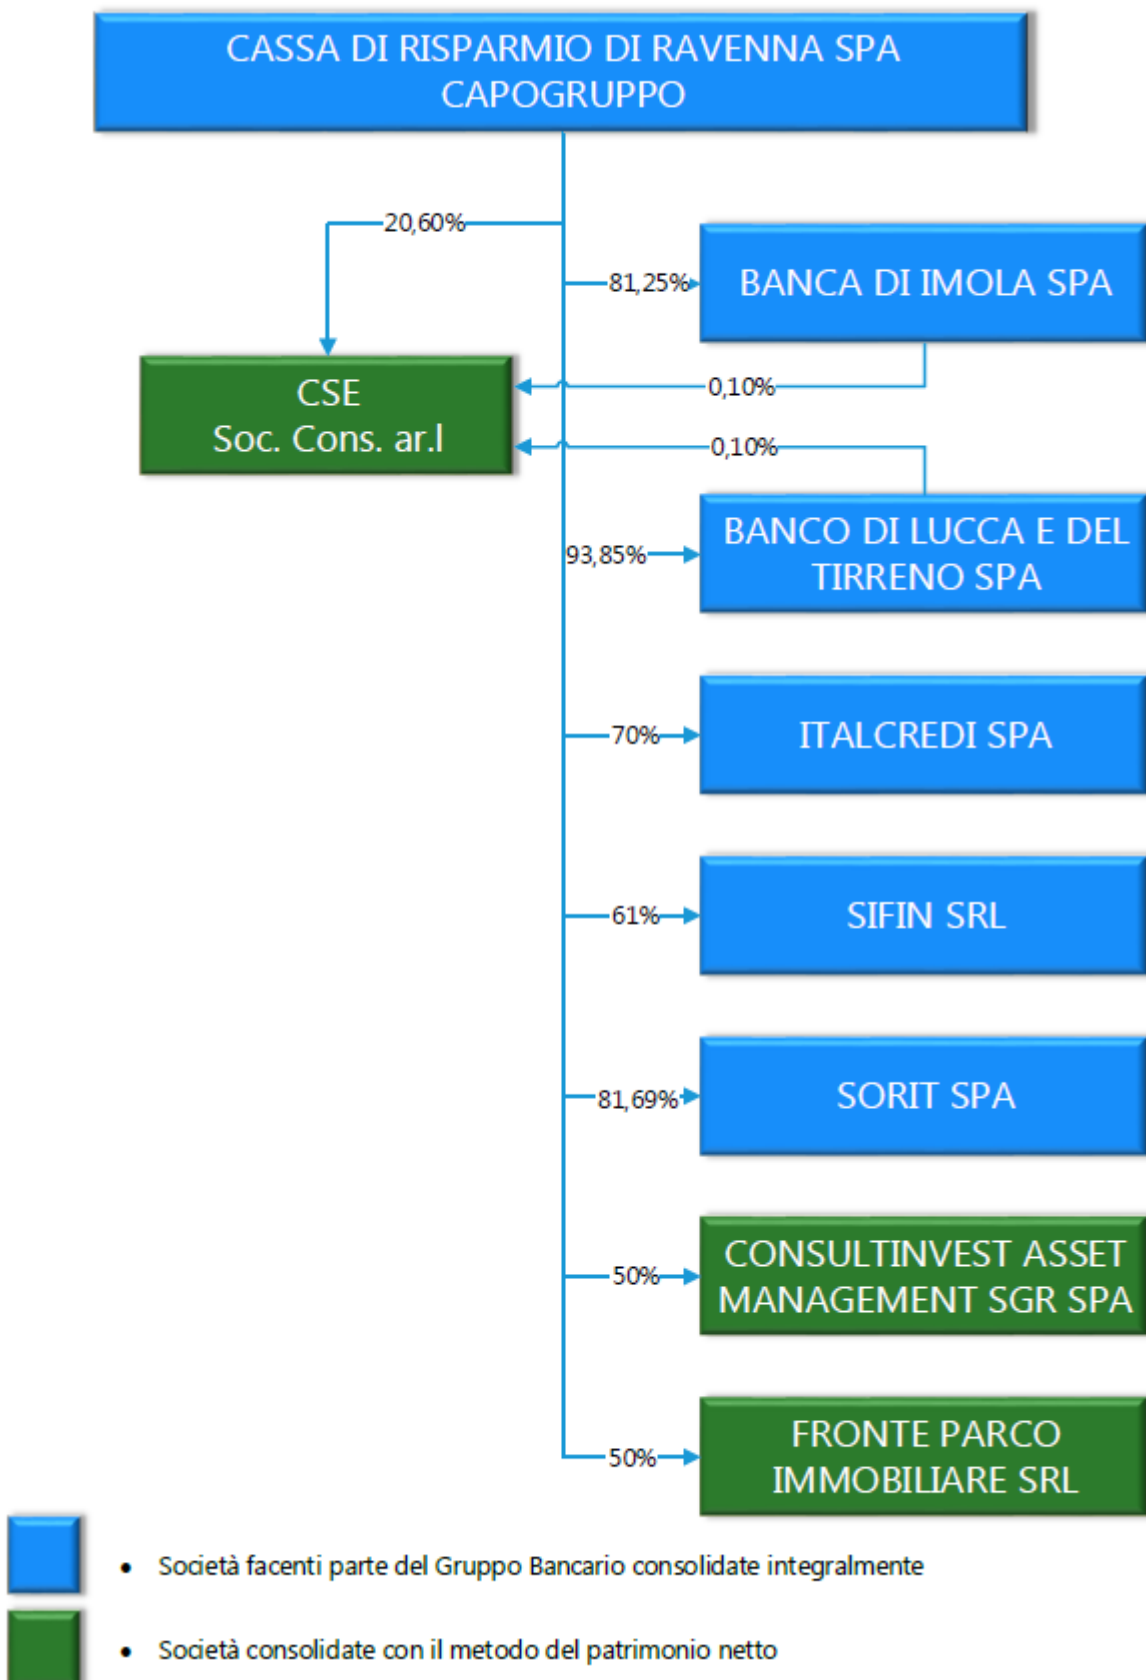 CASSA DI RISPARMIO DI RAVENNA SPA
CAPOGRUPPO
20,60%
81,25%
BANCA DI IMOLA SPA
CSE
Soc. Cons. ar.l
0,10%
0,10%
93,85%
BANCO DI LUCCA E DEL
TIRRENO SPA
70%
ITALCREDI SPA
61%
SIFIN SRL
81,69%
SORIT SPA
50%
CONSULTINVEST ASSET
MANAGEMENT SGR SPA
50%
FRONTE PARCO
IMMOBILIARE SRL
• Società facenti parte del Gruppo Bancario consolidate integralmente
• Società consolidate con il metodo del patrimonio netto